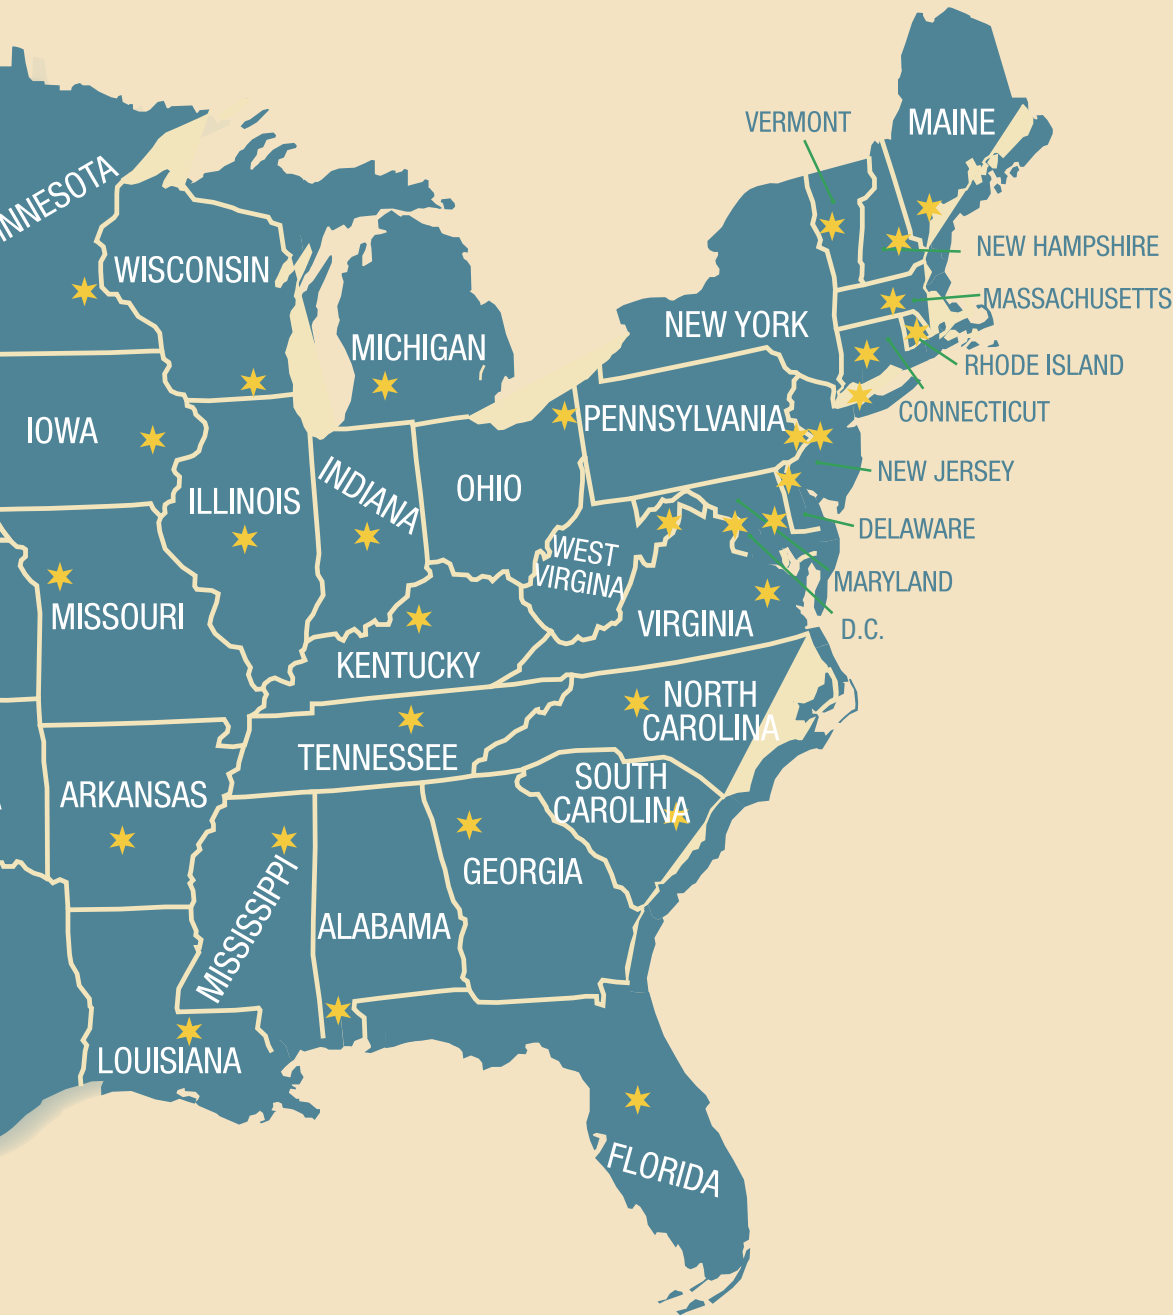 MAINE
VERMONT
INNESOTA
NEW HAMPSHIRE
WISCONSIN
MASSACHUSETTS
NEW YORK
MICHIGAN
RHODE ISLAND
CONNECTICUT
PENNSYLVANIA
IOWA
NEW JERSEY
OHIO
INDIANA
ILLINOIS
DELAWARE
WEST
VIRGINA
MARYLAND
MISSOURI
VIRGINIA
D.C.
KENTUCKY
NORTH
CAROLINA
TENNESSEE
SOUTH
CAROLINA
ARKANSAS
GEORGIA
MISSISSIPPI
ALABAMA
LOUISIANA
FLORIDA